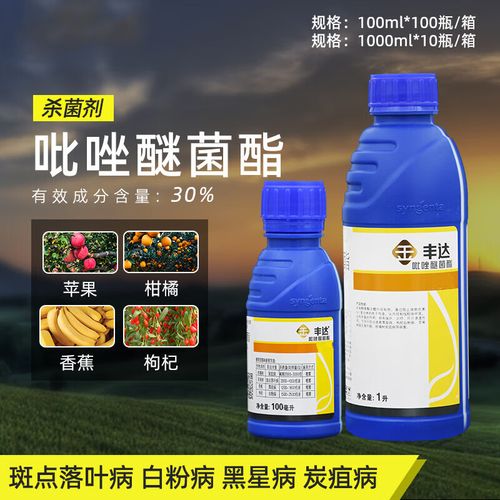 规格：100ml*100瓶/箱
规格：1000ml*10瓶/箱
杀菌剂
吡唑醚菌酯
有效成分含量：30%
苹果
柑橘
香蕉
枸杞
syngenta
丰达
吡唑醚菌酯
净含量：1升
syngenta
丰达
吡唑醚菌酯
净含量：100毫升
斑点落叶病 白粉病 黑星病 炭疽病